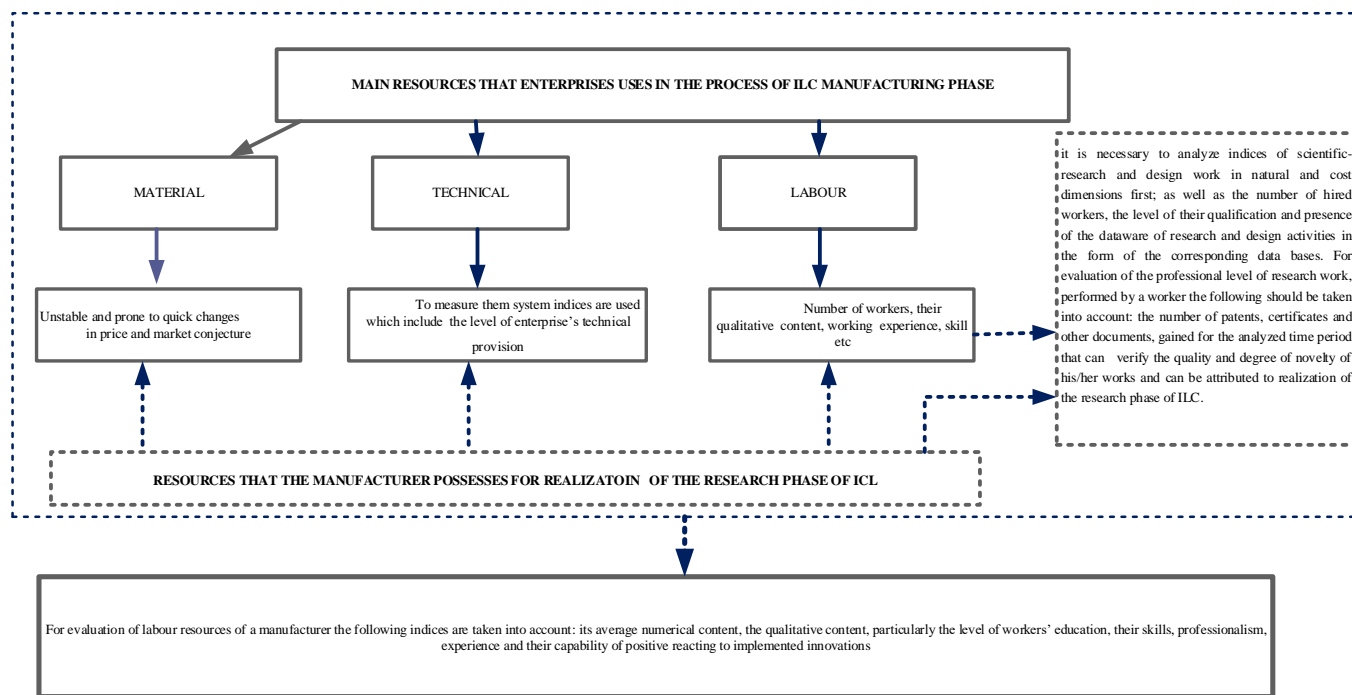 MAIN RESOURCES THAT ENTERPRISES USES IN THE PROCESS OF ILC MANUFACTURING PHASE
MATERIAL
TECHNICAL
LABOUR
Unstable and prone to quick changes
in price and market conjecture
To measure them system indices are used
which include the level of enterprise's technical
provision
Number of workers, their
qualitative content, working experience, skill
etc
it is necessary to analyze indices of scientific-
research and design work in natural and cost
dimensions first; as well as the number of hired
workers, the level of their qualification and presence
of the dataware of research and design activities in
the form of the corresponding data bases. For
evaluation of the professional level of research work,
performed by a worker the following should be taken
into account: the number of patents, certificates and
other documents, gained for the analyzed time period
that can verify the quality and degree of novelty of
his/her works and can be attributed to realization of
the research phase of ILC.
RESOURCES THAT THE MANUFACTURER POSSESSES FOR REALIZATOIN OF THE RESEARCH PHASE OF ICL
For evaluation of labour resources of a manufacturer the following indices are taken into account: its average numerical content, the qualitative content, particularly the level of workers' education, their skills, professionalism,
experience and their capability of positive reacting to implemented innovations